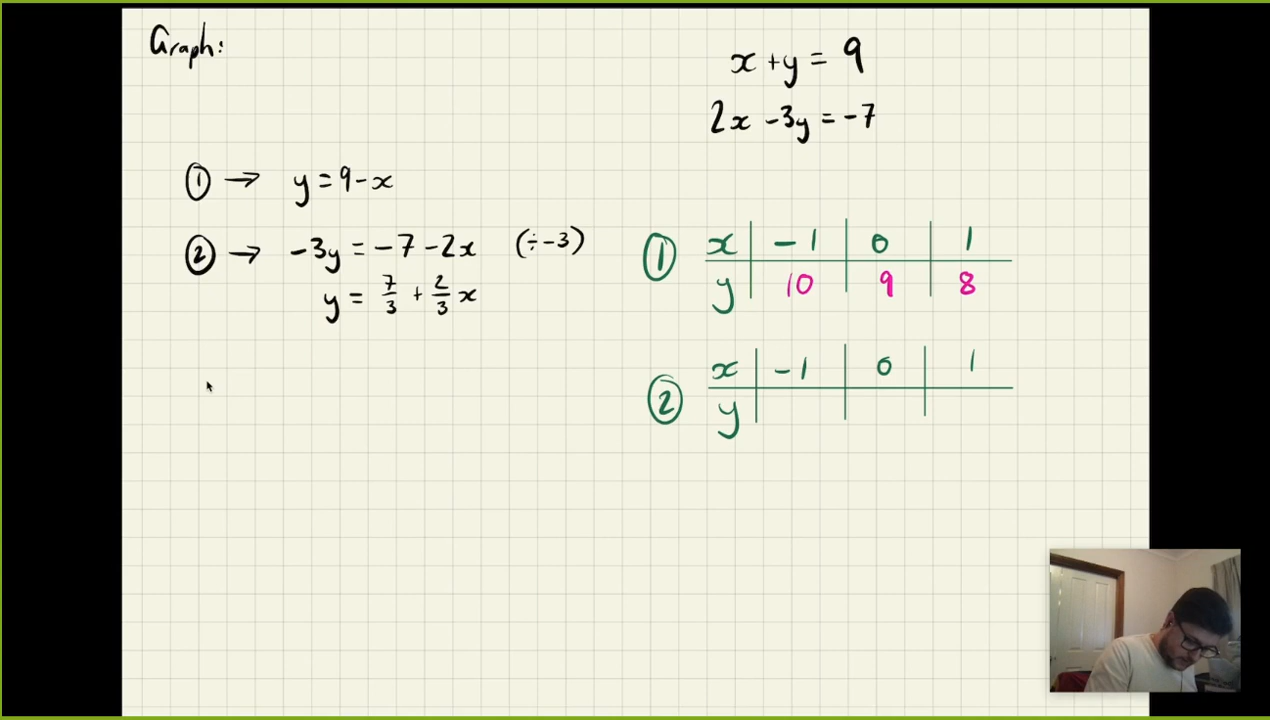 Graph:
x + y = 9
2x - 3y = -7
① → y = 9 - x
② → -3y = -7 - 2x (÷ -3)
y = 7/3 + 2/3 x
① x | -1 | 0 | 1
y | 10 | 9 | 8
② x | -1 | 0 | 1
y